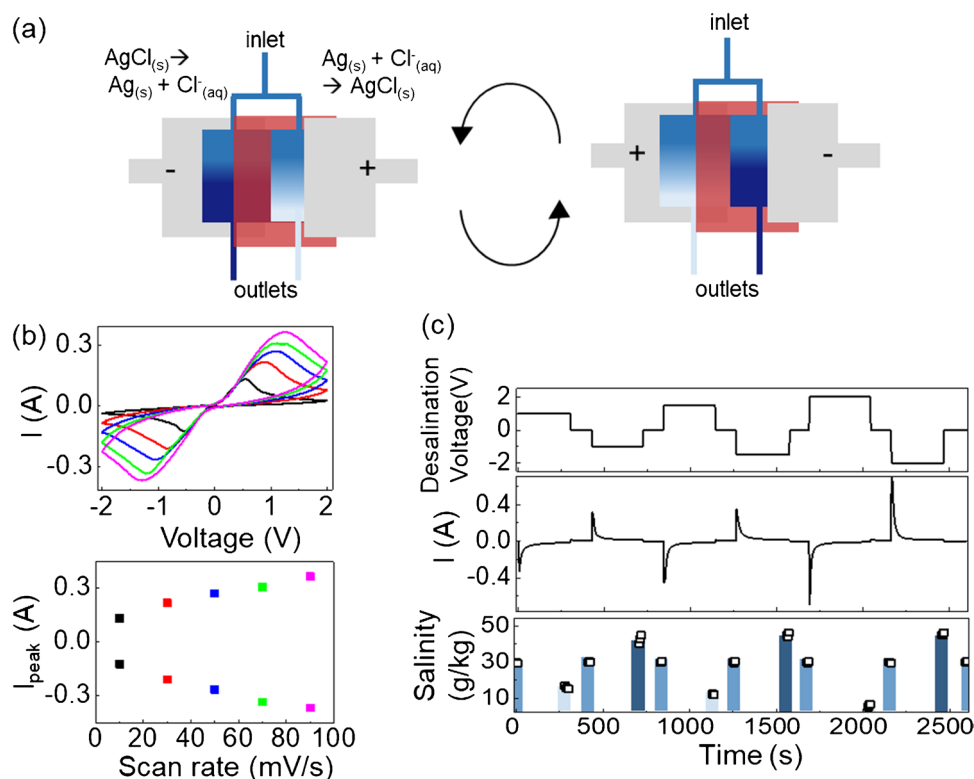 (a)
inlet
AgCl(s)→
Ag(s) + Cl-(aq)
Ag(s) + Cl-(aq)
→ AgCl(s)
-
+
outlets
+
-
outlets
inlet
(b)
0.3
0.0
-0.3
I (A)
-2 -1 0 1 2
Voltage (V)
0.3
0.0
-0.3
Ipeak (A)
0 20 40 60 80 100
Scan rate (mV/s)
(c)
Desalination
Voltage(V)
2
0
-2
I (A)
0.4
0.0
-0.4
Salinity
(g/kg)
50
30
10
0 500 1000 1500 2000 2500
Time (s)